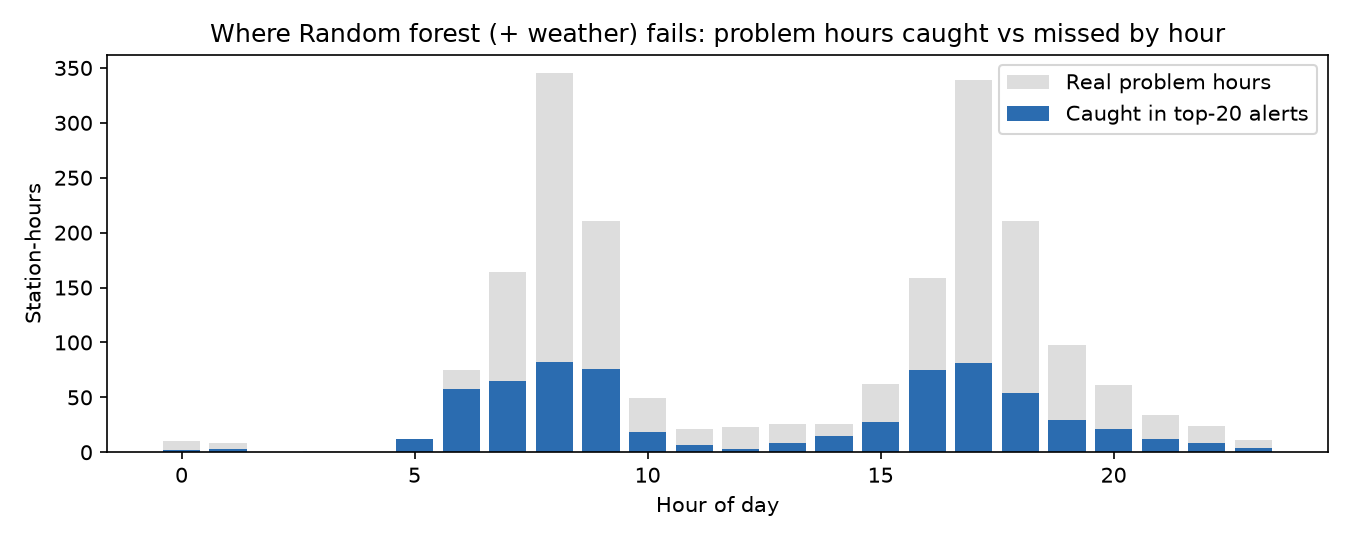 Where Random forest (+ weather) fails: problem hours caught vs missed by hour
Real problem hours
Caught in top-20 alerts
350
300
250
200
150
100
50
0
Station-hours
0 5 10 15 20
Hour of day